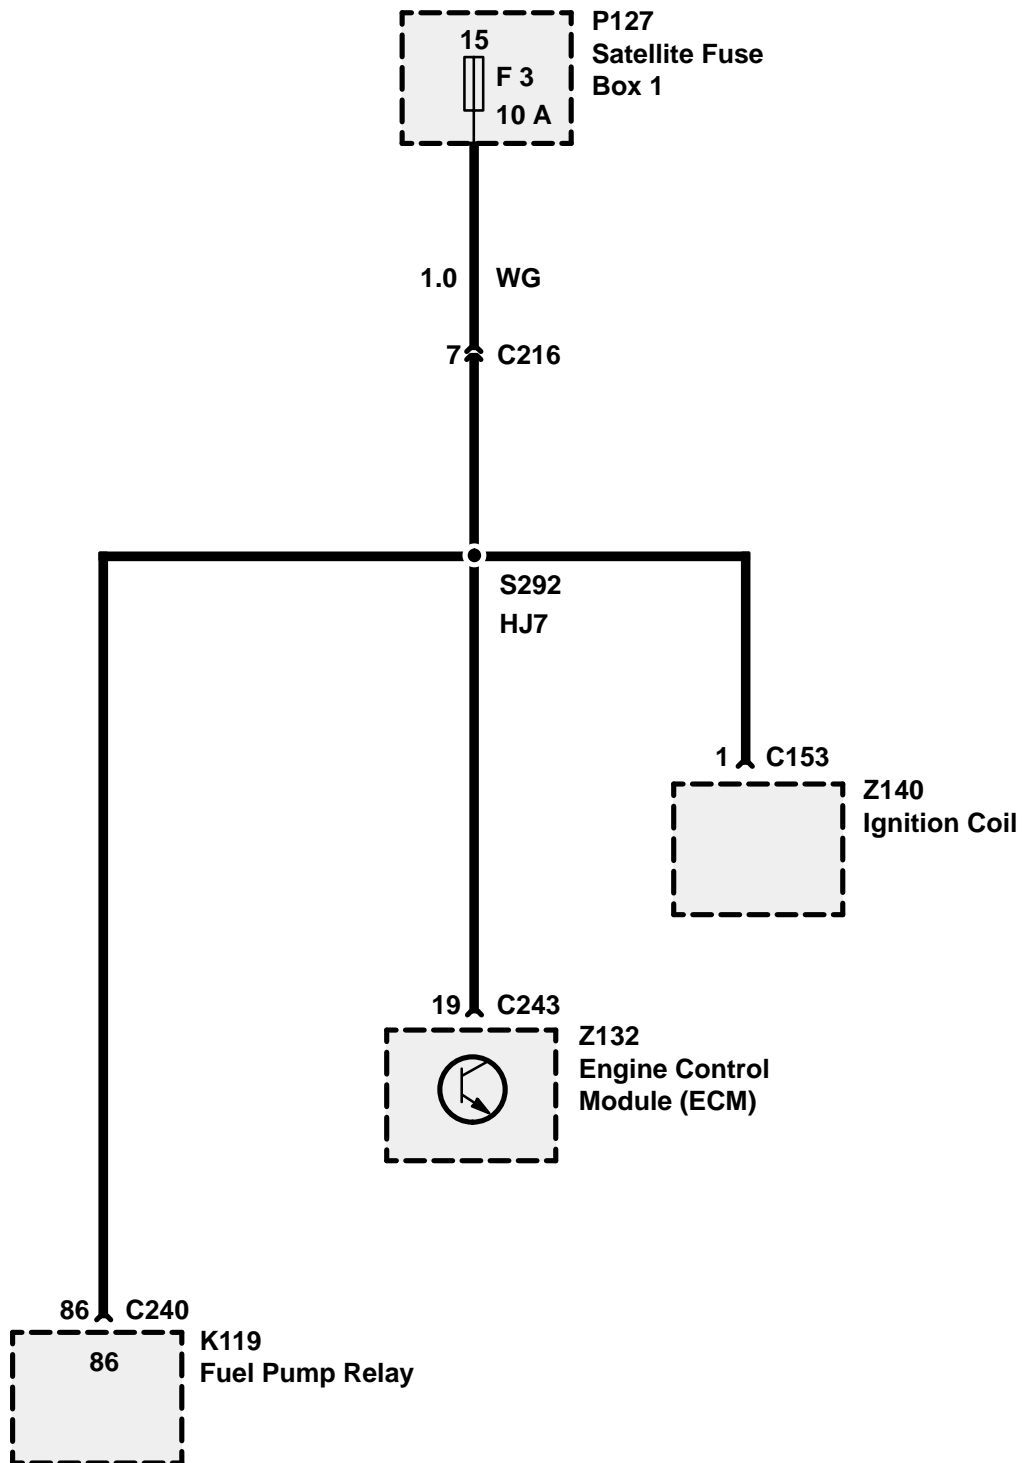 P127
Satellite Fuse
Box 1
15
F 3
10 A
1.0 WG
7 C216
S292
HJ7
1 C153
Z140
Ignition Coil
19 C243
Z132
Engine Control
Module (ECM)
86 C240
K119
Fuel Pump Relay
86